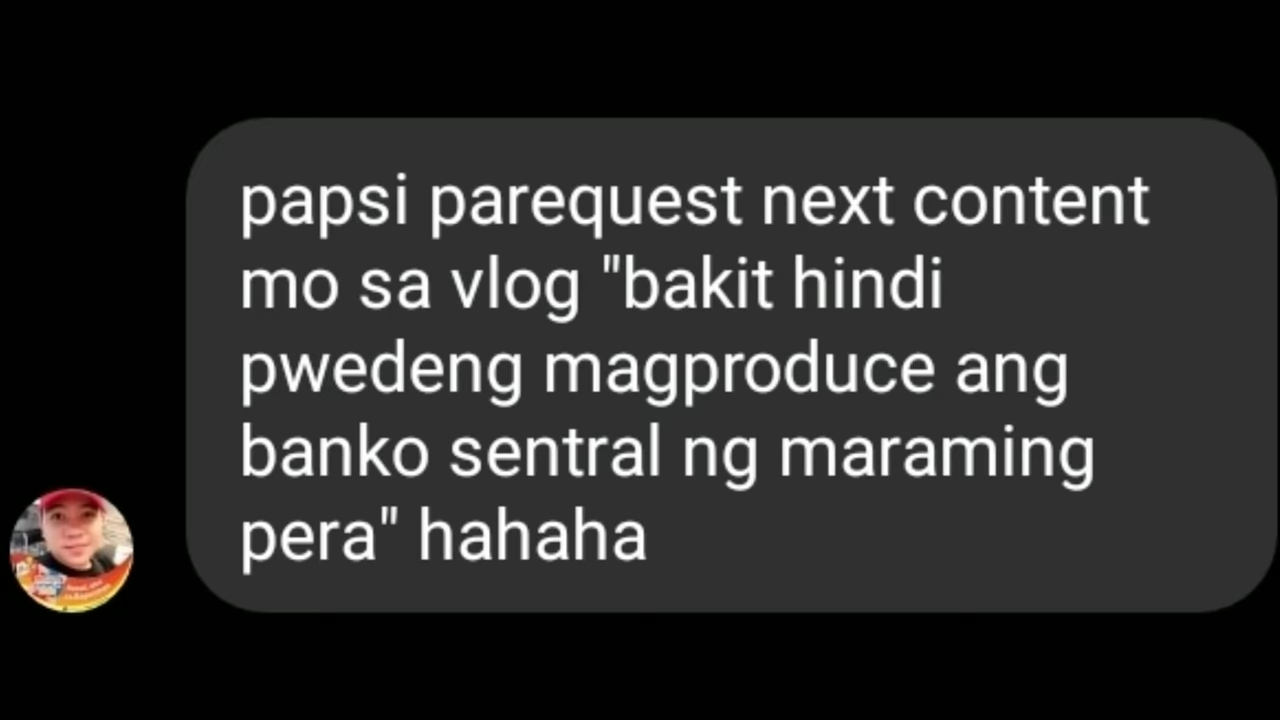 papsi parequest next content
mo sa vlog "bakit hindi
pwedeng magproduce ang
banko sentral ng maraming
pera" hahaha